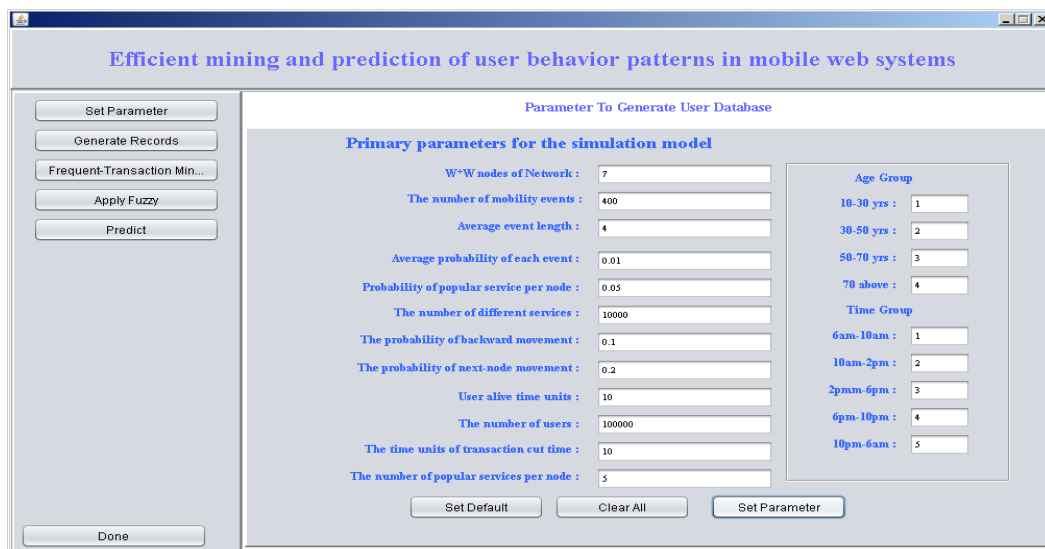 Efficient mining and prediction of user behavior patterns in mobile web systems
Set Parameter
Generate Records
Frequent-Transaction Min...
Apply Fuzzy
Predict
Done
Parameter To Generate User Database
Primary parameters for the simulation model
W*W nodes of Network : 7
The number of mobility events : 400
Average event length : 4
Average probability of each event : 0.01
Probability of popular service per node : 0.05
The number of different services : 10000
The probability of backward movement : 0.1
The probability of next-node movement : 0.2
User alive time units : 10
The number of users : 100000
The time units of transaction cut time : 10
The number of popular services per node : 5
Age Group
10-30 yrs : 1
30-50 yrs : 2
50-70 yrs : 3
70 above : 4
Time Group
6am-10am : 1
10am-2pm : 2
2pmm-6pm : 3
6pm-10pm : 4
10pm-6am : 5
Set Default Clear All Set Parameter